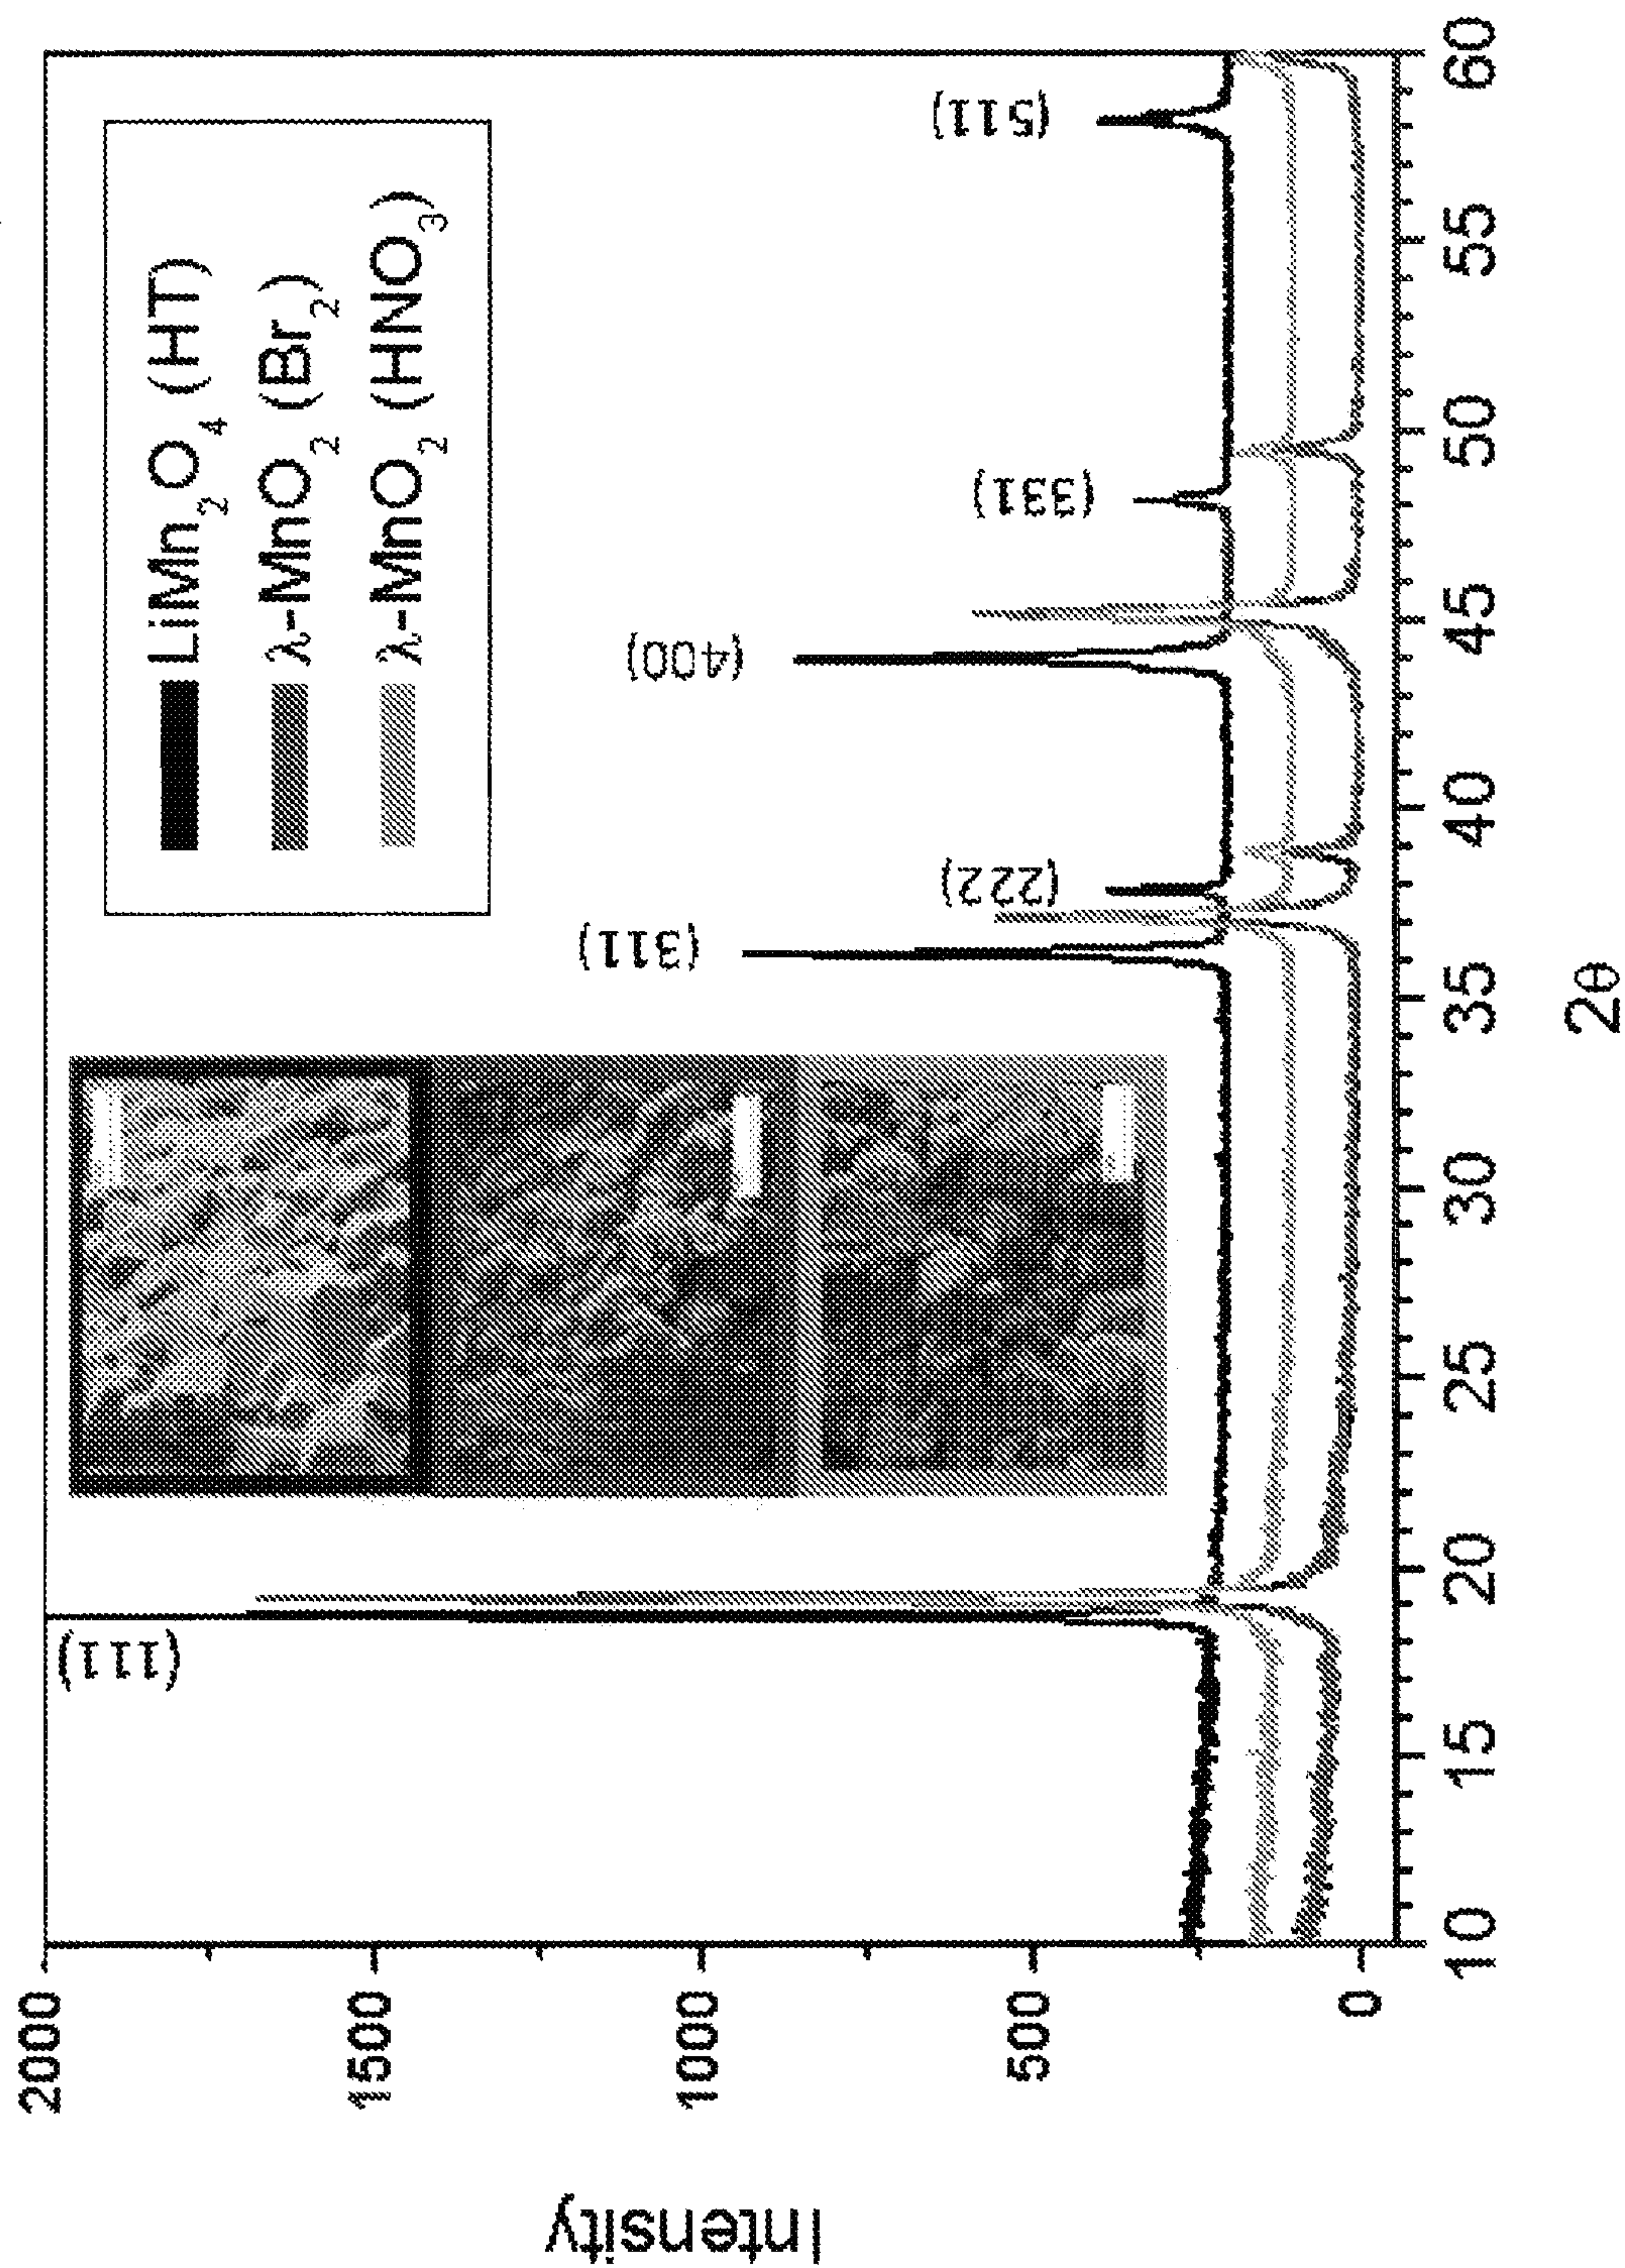 LiMn₂O₄ (HT)
λ-MnO₂ (Br₂)
λ-MnO₂ (HNO₃)
(111)
(311)
(222)
(400)
(331)
(511)
Intensity
2000
1500
1000
500
0
10 15 20 25 30 35 40 45 50 55 60
2θ